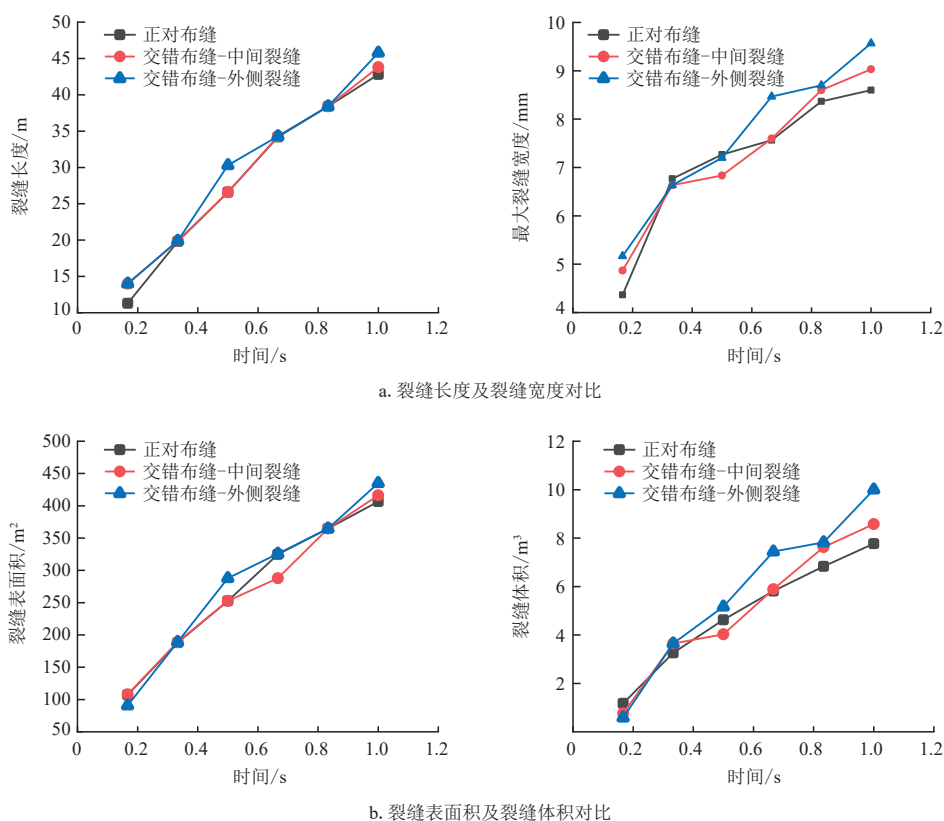 50
45
40
35
30
25
20
15
10
裂缝长度/m
正对布缝
交错布缝-中间裂缝
交错布缝-外侧裂缝
0 0.2 0.4 0.6 0.8 1.0 1.2
时间/s
10
9
8
7
6
5
4
最大裂缝宽度/mm
正对布缝
交错布缝-中间裂缝
交错布缝-外侧裂缝
0 0.2 0.4 0.6 0.8 1.0 1.2
时间/s
a. 裂缝长度及裂缝宽度对比
500
450
400
350
300
250
200
150
100
50
裂缝表面积/m²
正对布缝
交错布缝-中间裂缝
交错布缝-外侧裂缝
0 0.2 0.4 0.6 0.8 1.0 1.2
时间/s
12
10
8
6
4
2
裂缝体积/m³
正对布缝
交错布缝-中间裂缝
交错布缝-外侧裂缝
0 0.2 0.4 0.6 0.8 1.0 1.2
时间/s
b. 裂缝表面积及裂缝体积对比